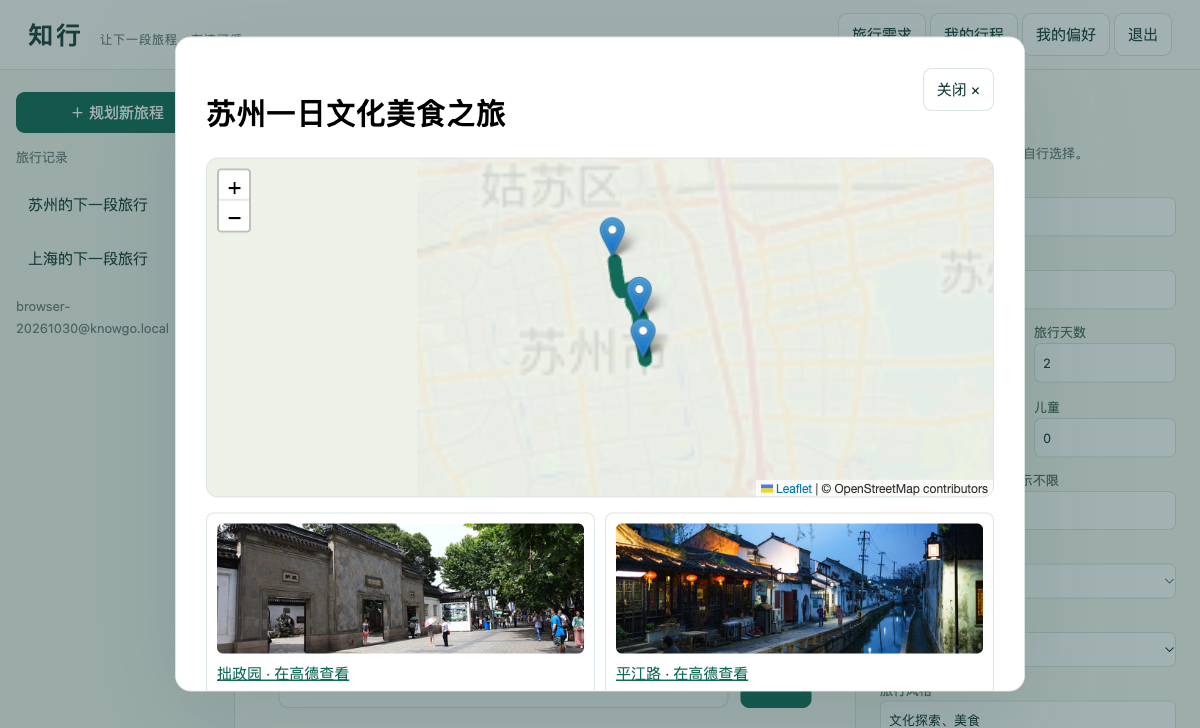 知行
让下一段旅程
旅行需求
我的行程
我的偏好
退出
+ 规划新旅程
旅行记录
苏州的下一段旅行
上海的下一段旅行
browser-
20261030@knowgo.local
苏州一日文化美食之旅
关闭 ×
+
−
姑苏区
苏州市
苏
Leaflet | © OpenStreetMap contributors
拙政园 · 在高德查看
平江路 · 在高德查看
自行选择。
旅行天数
2
儿童
0
示不限
旅行风格
文化探索、美食